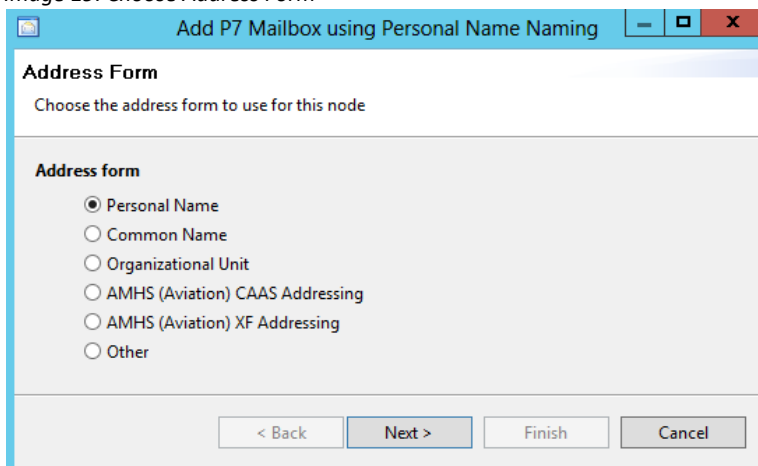 Image 15: Choose Address Form
Add P7 Mailbox using Personal Name Naming
Address Form
Choose the address form to use for this node
Address form
Personal Name
Common Name
Organizational Unit
AMHS (Aviation) CAAS Addressing
AMHS (Aviation) XF Addressing
Other
< Back Next > Finish Cancel